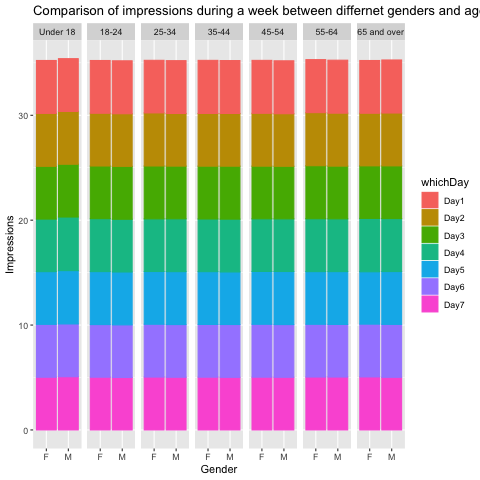 Comparison of impressions during a week between differnet genders and ag
Under 18 18-24 25-34 35-44 45-54 55-64 65 and over
30
20
10
0
Impressions
F M F M F M F M F M F M F M
Gender
whichDay
Day1
Day2
Day3
Day4
Day5
Day6
Day7